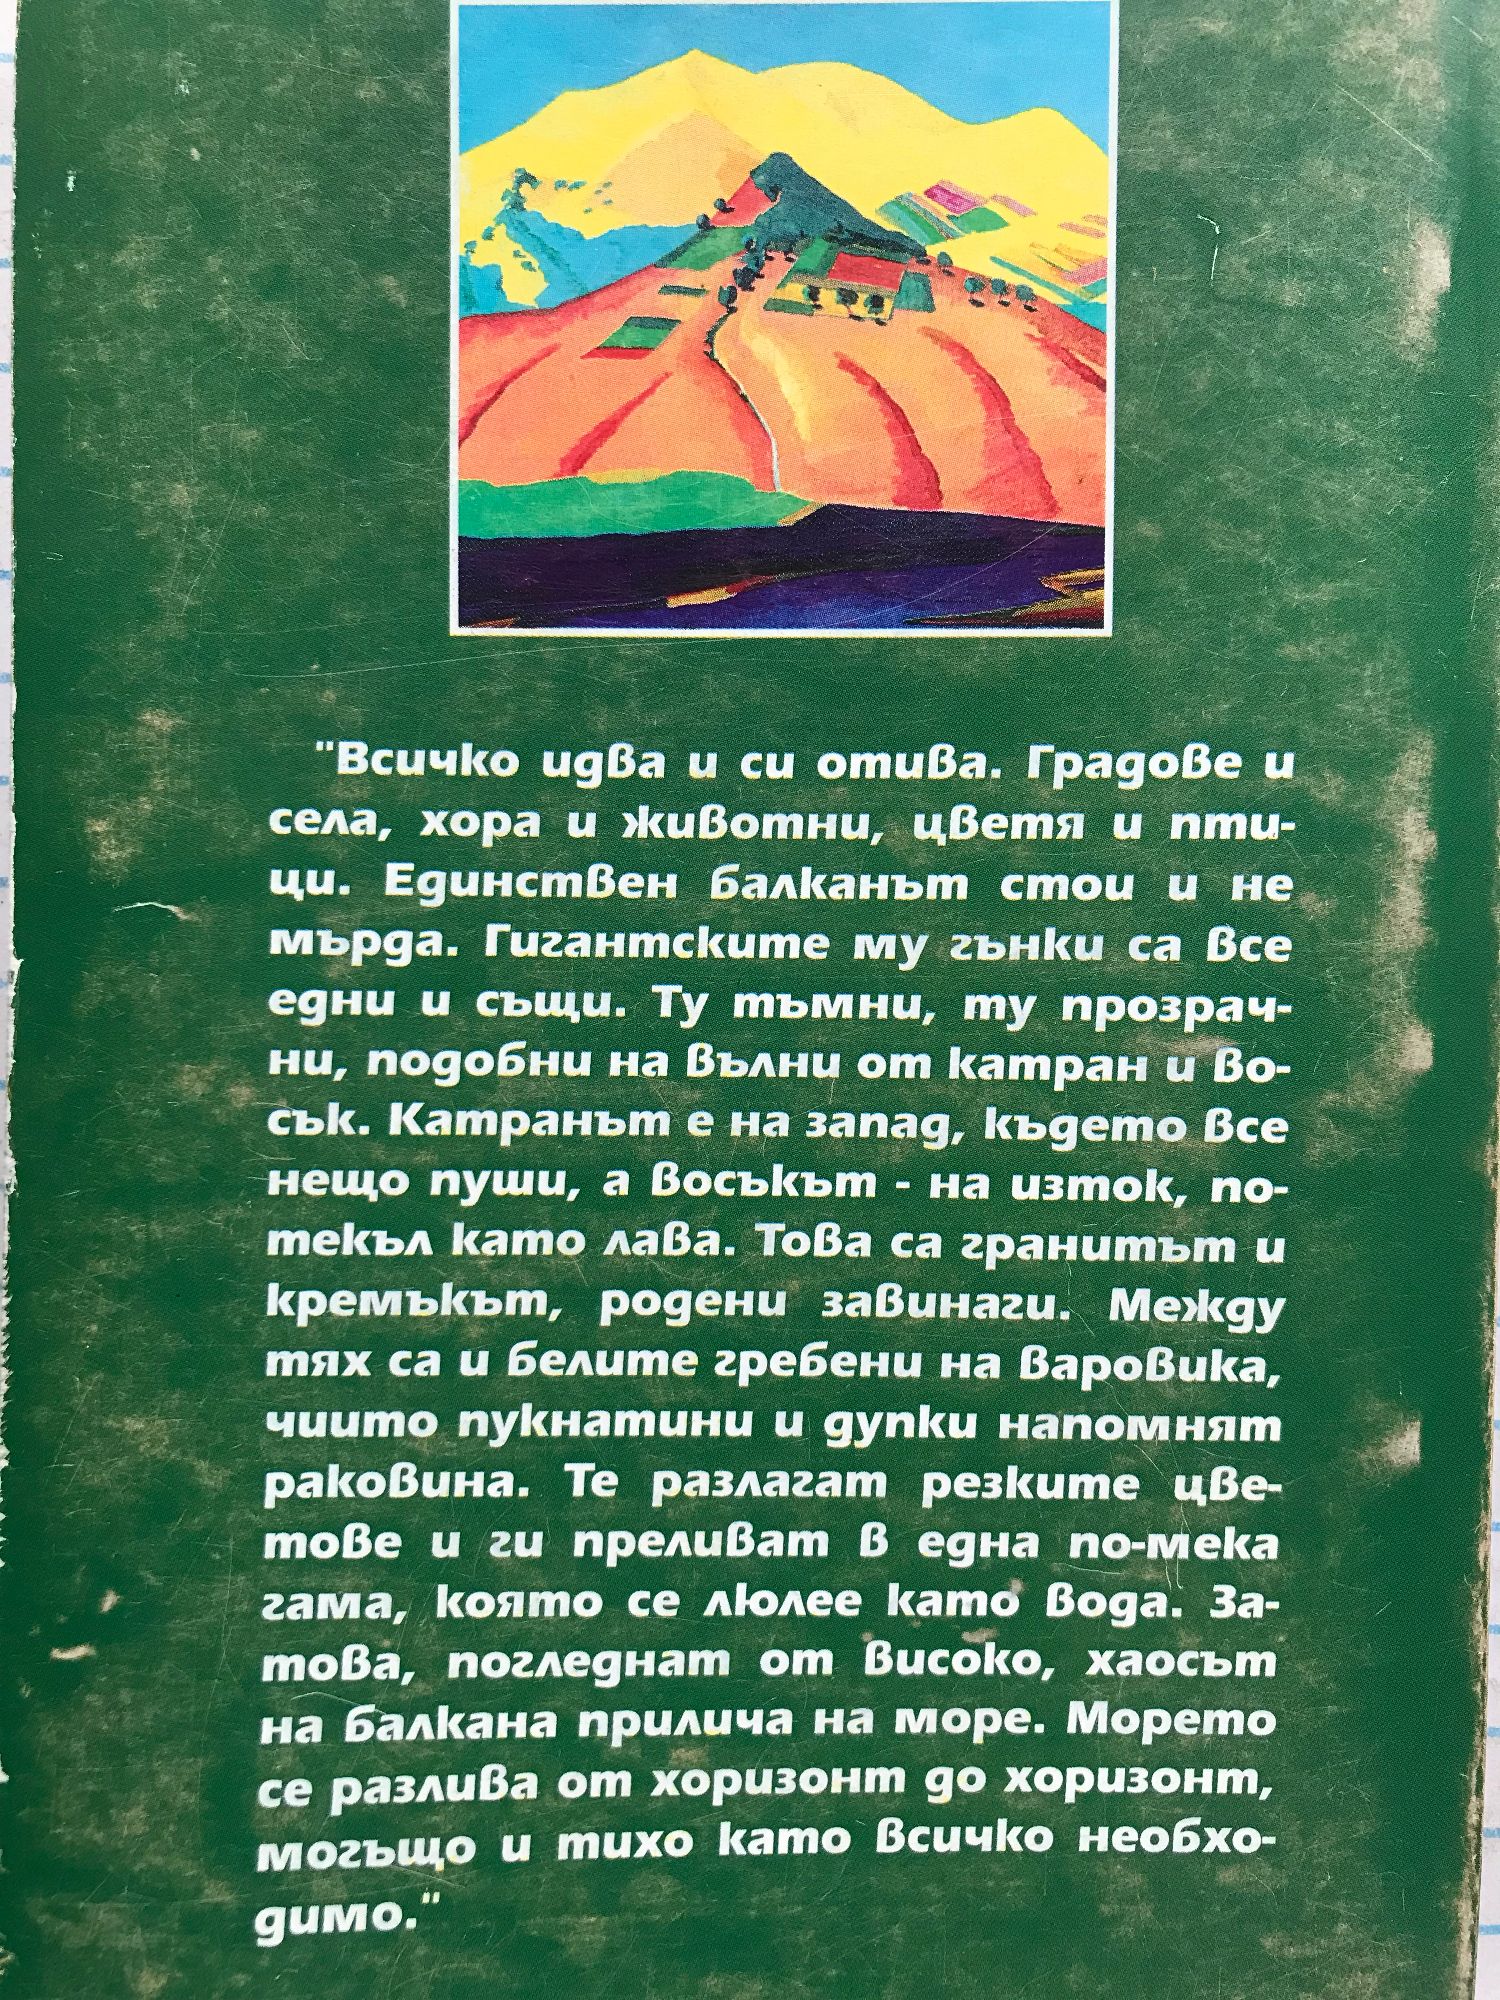 "Всичко идва и си отива. Градове и
села, хора и животни, цветя и пти-
ци. Единствен балканът стои и не
мърда. Гигантските му гънки са все
едни и същи. Ту тъмни, ту прозрач-
ни, подобни на вълни от катран и во-
сък. Катранът е на запад, където все
нещо пуши, а восъкът - на изток, по-
текъл като лава. Това са гранитът и
кремъкът, родени завинаги. Между
тях са и белите гребени на варовика,
чиито пукнатини и дупки напомнят
раковина. Те разлагат резките цве-
тове и ги преливат в една по-мека
гама, която се люлее като вода. За-
това, погледнат от високо, хаосът
на балкана прилича на море. Морето
се разлива от хоризонт до хоризонт,
могъщо и тихо като всичко необхо-
димо."